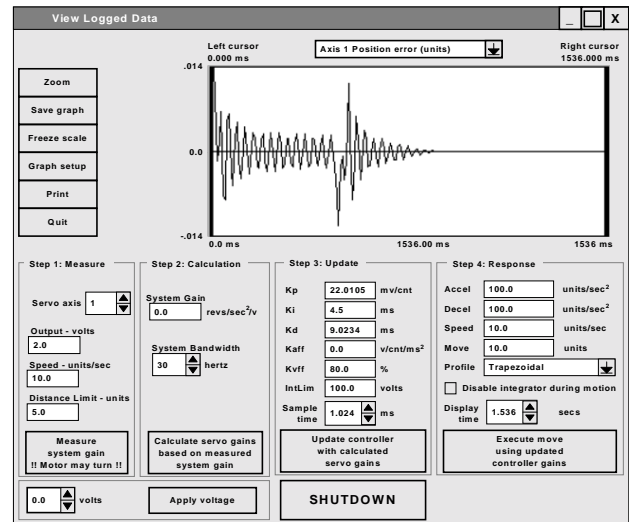 View Logged Data
_ X
Left cursor
0.000 ms
Axis 1 Position error (units)
Right cursor
1536.000 ms
.014
0.0
-.014
0.0 ms
1536.00 ms
1536 ms
Zoom
Save graph
Freeze scale
Graph setup
Print
Quit
Step 1: Measure
Servo axis 1
Output - volts
2.0
Speed - units/sec
10.0
Distance Limit - units
5.0
Measure
system gain
!! Motor may turn !!
Step 2: Calculation
System Gain
0.0 revs/sec²/v
System Bandwidth
30 hertz
Calculate servo gains
based on measured
system gain
Step 3: Update
Kp 22.0105 mv/cnt
Ki 4.5 ms
Kd 9.0234 ms
Kaff 0.0 v/cnt/ms²
Kvff 80.0 %
IntLim 100.0 volts
Sample
time 1.024 ms
Update controller
with calculated
servo gains
Step 4: Response
Accel 100.0 units/sec²
Decel 100.0 units/sec²
Speed 10.0 units/sec
Move 10.0 units
Profile Trapezoidal
Disable integrator during motion
Display
time 1.536 secs
Execute move
using updated
controller gains
0.0 volts
Apply voltage
SHUTDOWN